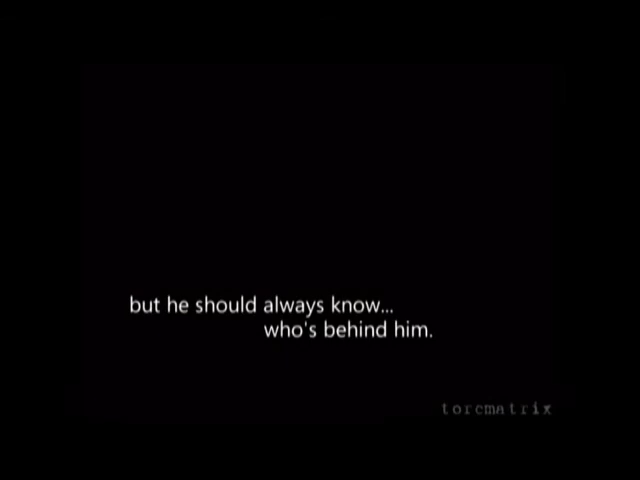 but he should always know...
who's behind him.
torcmatrix